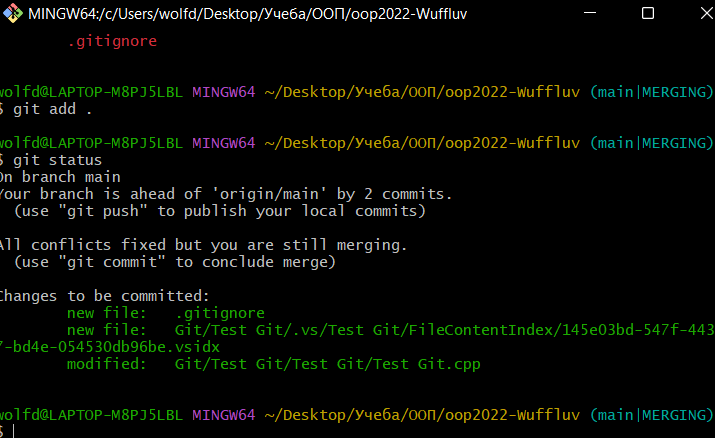 MINGW64:/c/Users/wolfd/Desktop/Учеба/ООП/oop2022-Wuffluv
.gitignore
wolfd@LAPTOP-M8PJ5LBL MINGW64 ~/Desktop/Учеба/ООП/oop2022-Wuffluv (main|MERGING)
$ git add .
wolfd@LAPTOP-M8PJ5LBL MINGW64 ~/Desktop/Учеба/ООП/oop2022-Wuffluv (main|MERGING)
$ git status
On branch main
Your branch is ahead of 'origin/main' by 2 commits.
(use "git push" to publish your local commits)
All conflicts fixed but you are still merging.
(use "git commit" to conclude merge)
Changes to be committed:
new file:   .gitignore
new file:   Git/Test Git/.vs/Test Git/FileContentIndex/145e03bd-547f-443
7-bd4e-054530db96be.vsidx
modified:   Git/Test Git/Test Git/Test Git.cpp
wolfd@LAPTOP-M8PJ5LBL MINGW64 ~/Desktop/Учеба/ООП/oop2022-Wuffluv (main|MERGING)
$